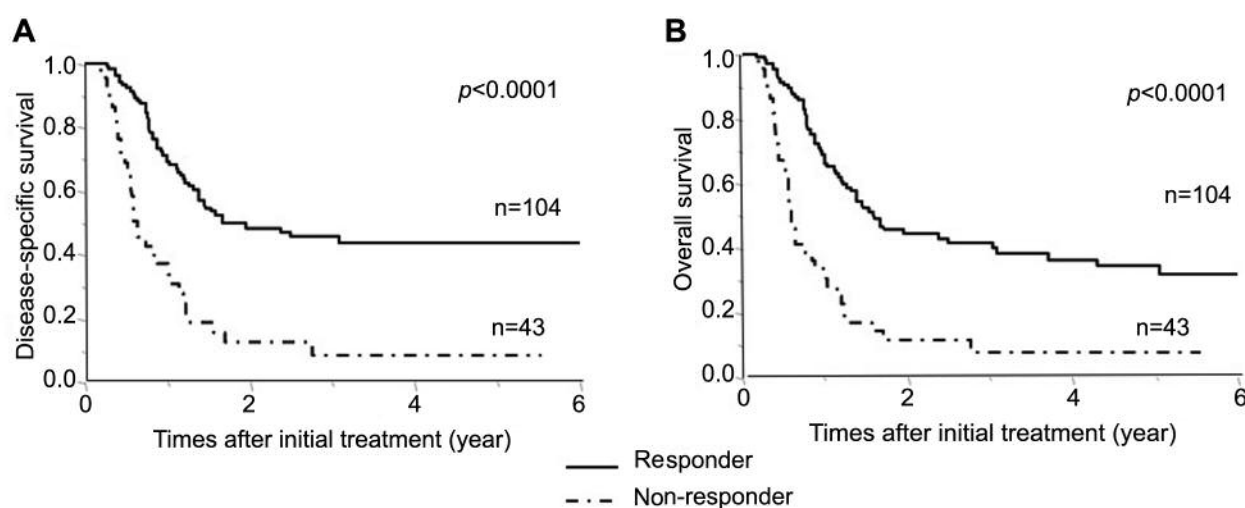 A
Disease-specific survival
1.0
0.8
0.6
0.4
0.2
0.0
p<0.0001
n=104
n=43
0 2 4 6
Times after initial treatment (year)
B
Overall survival
1.0
0.8
0.6
0.4
0.2
0.0
p<0.0001
n=104
n=43
0 2 4 6
Times after initial treatment (year)
Responder
Non-responder